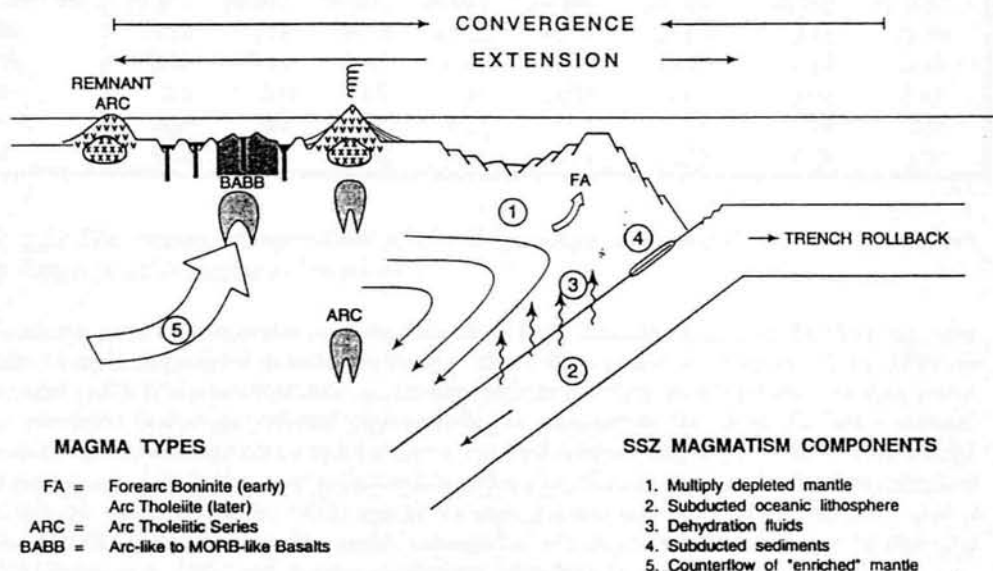 CONVERGENCE
EXTENSION
REMNANT
ARC
BABB
FA
1
4
TRENCH ROLLBACK
3
5
ARC
2
MAGMA TYPES
FA = Forearc Boninite (early)
Arc Tholeiite (later)
ARC = Arc Tholeiitic Series
BABB = Arc-like to MORB-like Basalts
SSZ MAGMATISM COMPONENTS
1. Multiply depleted mantle
2. Subducted oceanic lithosphere
3. Dehydration fluids
4. Subducted sediments
5. Counterflow of "enriched" mantle